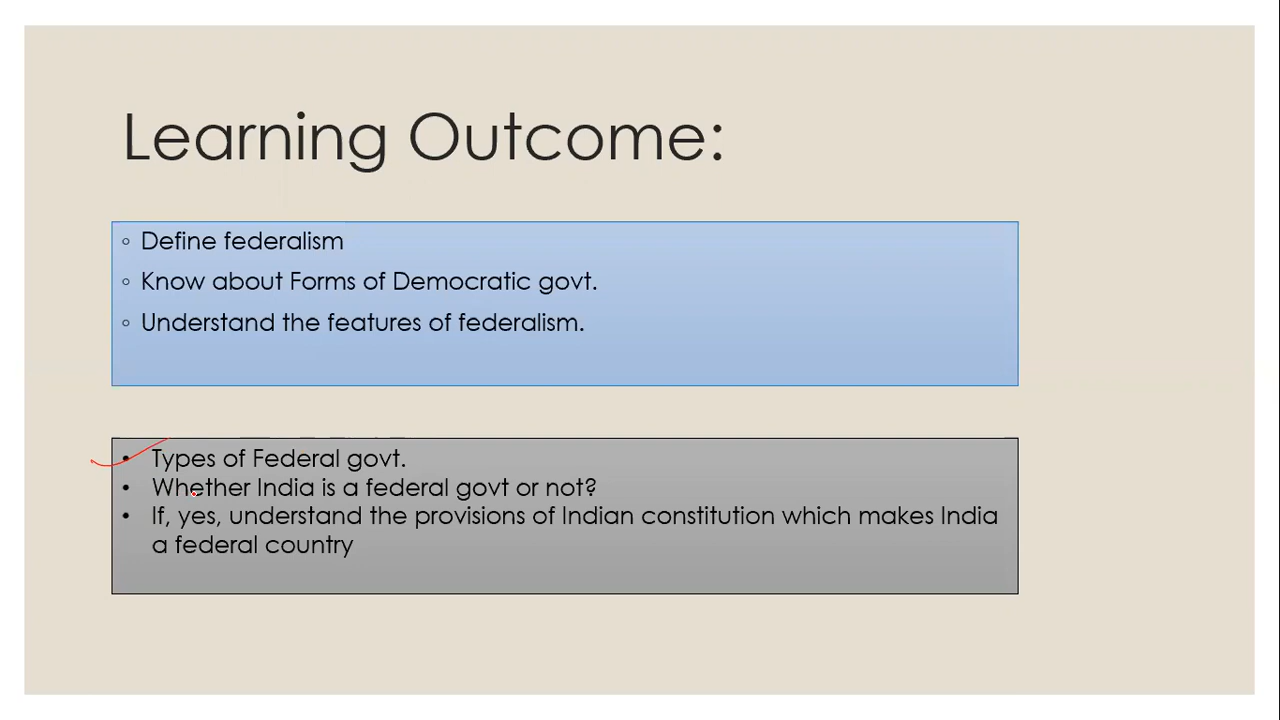 Learning Outcome:
◦ Define federalism
◦ Know about Forms of Democratic govt.
◦ Understand the features of federalism.
• Types of Federal govt.
• Whether India is a federal govt or not?
• If, yes, understand the provisions of Indian constitution which makes India
a federal country